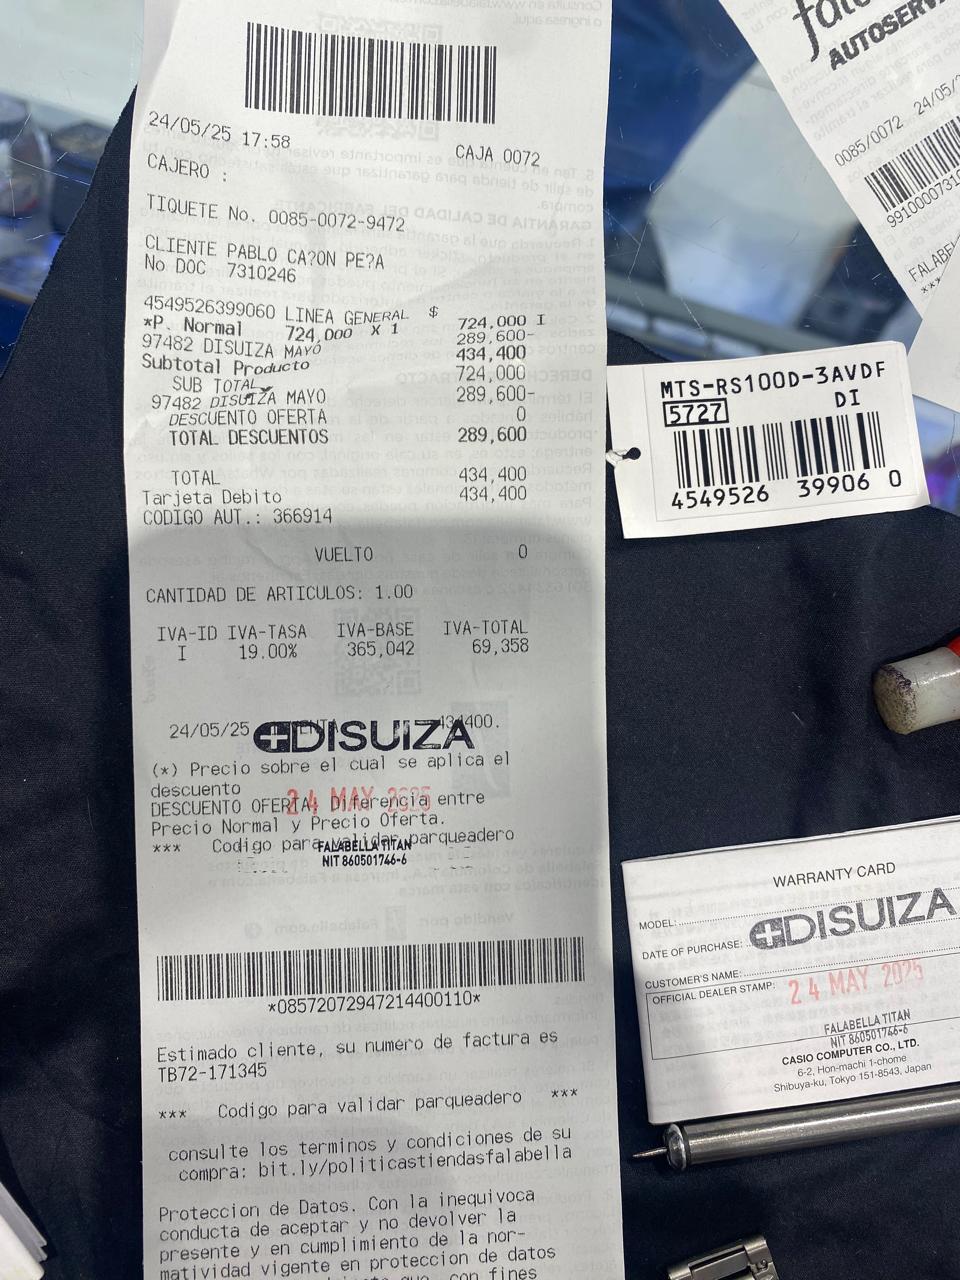 24/05/25 17:58 CAJA 0072
CAJERO :
TIQUETE No. 0085-0072-9472
CLIENTE PABLO CA?ON PE?A
No DOC 7310246
4549526399060 LINEA GENERAL $ 724,000 I
*P. Normal 724,000 X 1 289,600-
97482 DISUIZA MAYO 434,400
Subtotal Producto 724,000
SUB TOTAL 289,600-
97482 DISUIZA MAYO
DESCUENTO OFERTA 0
TOTAL DESCUENTOS 289,600
TOTAL 434,400
Tarjeta Debito 434,400
CODIGO AUT.: 366914
VUELTO 0
CANTIDAD DE ARTICULOS: 1.00
IVA-ID IVA-TASA IVA-BASE IVA-TOTAL
I 19.00% 365,042 69,358
24/05/25 434400.
DISUIZA
(*) Precio sobre el cual se aplica el
descuento
DESCUENTO OFERTA: Diferencia entre
24 MAY 2025
Precio Normal y Precio Oferta.
*** Codigo para validar parqueadero
FALABELLA TITAN
NIT 860501746-6
*08572072947214400110*
Estimado cliente, su numero de factura es
TB72-171345
*** Codigo para validar parqueadero ***
consulte los terminos y condiciones de su
compra: bit.ly/politicastiendasfalabella
Proteccion de Datos. Con la inequivoca
conducta de aceptar y no devolver la
presente y en cumplimiento de la nor-
matividad vigente en proteccion de datos
con fines
AUTOSERV
0085/0072 24/05/2
FALABE
***
MTS-RS100D-3AVDF
5727 DI
4549526 39906 0
WARRANTY CARD
MODEL:
DISUIZA
DATE OF PURCHASE:
CUSTOMER'S NAME:
OFFICIAL DEALER STAMP:
24 MAY 2025
FALABELLA TITAN
NIT 860501746-6
CASIO COMPUTER CO., LTD.
6-2, Hon-machi 1-chome
Shibuya-ku, Tokyo 151-8543, Japan